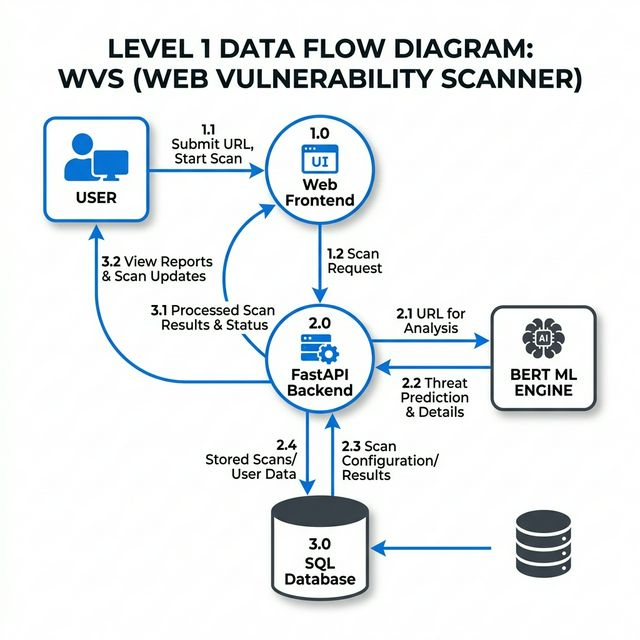 LEVEL 1 DATA FLOW DIAGRAM:
WVS (WEB VULNERABILITY SCANNER)
USER
1.1
Submit URL,
Start Scan
1.0
UI
Web
Frontend
3.2 View Reports
& Scan Updates
1.2 Scan
Request
3.1 Processed Scan
Results & Status
2.0
FastAPI
Backend
2.1 URL for
Analysis
2.2 Threat
Prediction
& Details
AI
BERT ML
ENGINE
2.4
Stored Scans/
User Data
2.3 Scan
Configuration/
Results
3.0
SQL
Database